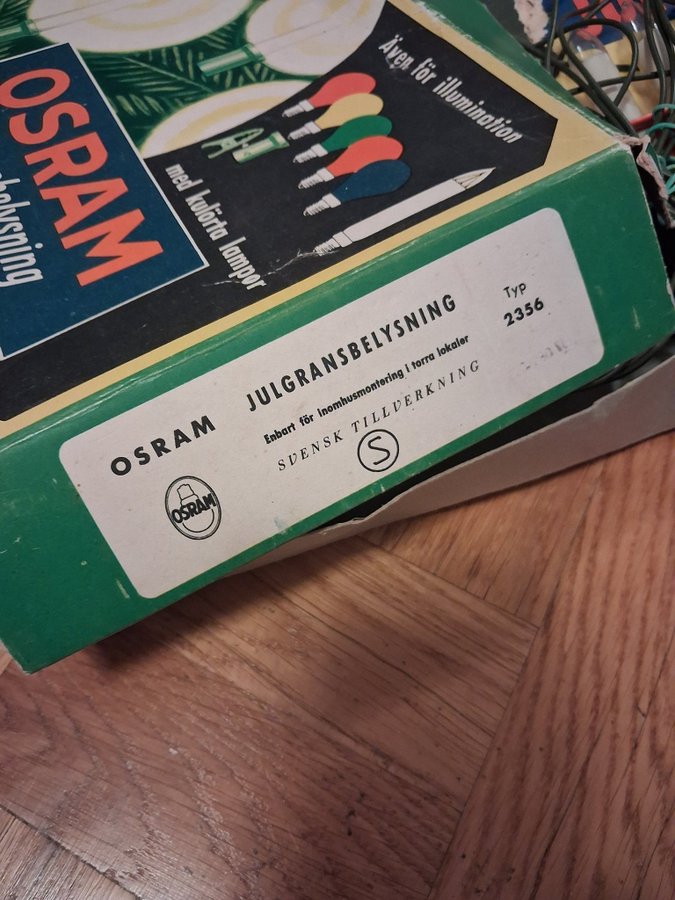 OSRAM
belysning
Även för illumination
med kulörta lampor
OSRAM JULGRANSBELYSNING Typ
Enbart för inomhusmontering i torra lokaler 2356
SVENSK TILLVERKNING
OSRAM S